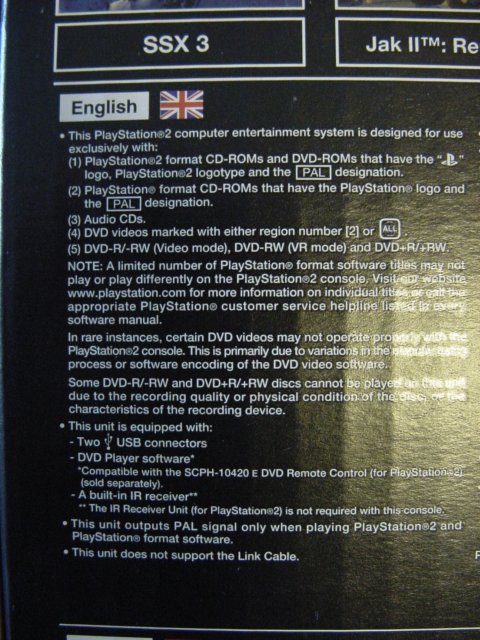 SSX 3
Jak II™: Re
English
• This PlayStation®2 computer entertainment system is designed for use
exclusively with:
(1) PlayStation®2 format CD-ROMs and DVD-ROMs that have the " "
logo, PlayStation®2 logotype and the PAL designation.
(2) PlayStation® format CD-ROMs that have the PlayStation® logo and
the PAL designation.
(3) Audio CDs.
(4) DVD videos marked with either region number [2] or ALL .
(5) DVD-R/-RW (Video mode), DVD-RW (VR mode) and DVD+R/+RW.
NOTE: A limited number of PlayStation® format software titles may not
play or play differently on the PlayStation®2 console. Visit our website
www.playstation.com for more information on individual titles or call the
appropriate PlayStation® customer service helpline listed in every
software manual.
In rare instances, certain DVD videos may not operate properly with the
PlayStation®2 console. This is primarily due to variations in the manufacturing
process or software encoding of the DVD video software.
Some DVD-R/-RW and DVD+R/+RW discs cannot be played on this unit
due to the recording quality or physical condition of the disc, or the
characteristics of the recording device.
• This unit is equipped with:
- Two USB connectors
- DVD Player software*
*Compatible with the SCPH-10420 E DVD Remote Control (for PlayStation®2)
(sold separately).
- A built-in IR receiver**
** The IR Receiver Unit (for PlayStation®2) is not required with this console.
• This unit outputs PAL signal only when playing PlayStation®2 and
PlayStation® format software.
• This unit does not support the Link Cable.